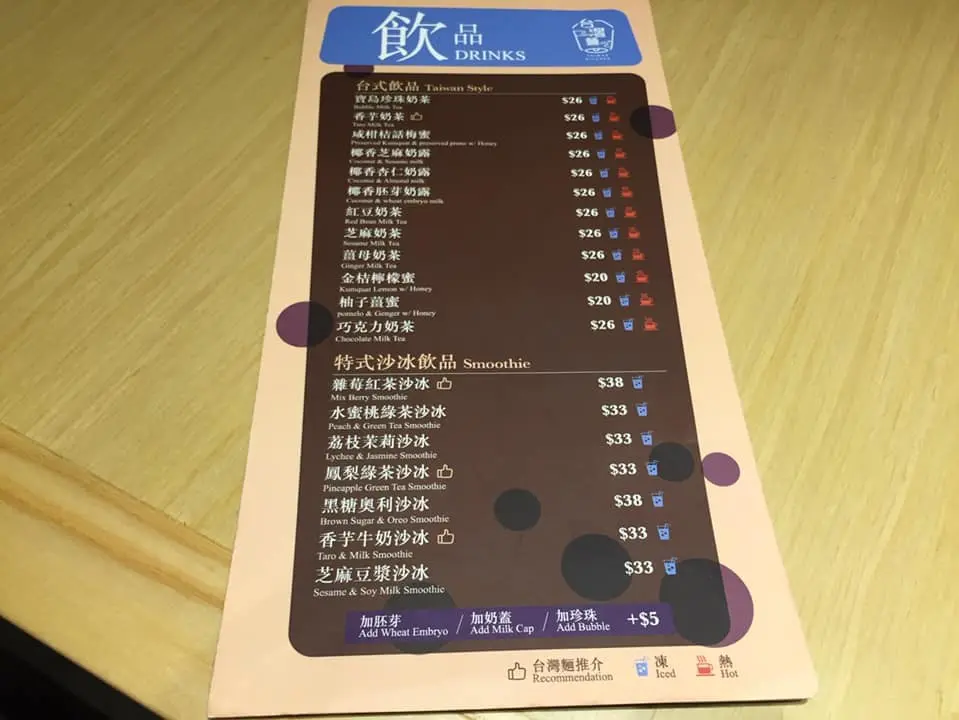 飲品
DRINKS
台灣麵
台式飲品 Taiwan Style
寶島珍珠奶茶 $26
Bubble Milk Tea
香芋奶茶 $26
Taro Milk Tea
咸柑桔話梅蜜 $26
Preserved Kumquat & preserved prune w/ Honey
椰香芝麻奶露 $26
Coconut & Sesame milk
椰香杏仁奶露 $26
Coconut & Almond milk
椰香胚芽奶露 $26
Coconut & wheat embryo milk
紅豆奶茶 $26
Red Bean Milk Tea
芝麻奶茶 $26
Sesame Milk Tea
薑母奶茶 $26
Ginger Milk Tea
金桔檸檬蜜 $20
Kumquat Lemon w/ Honey
柚子薑蜜 $20
pomelo & Genger w/ Honey
巧克力奶茶 $26
Chocolate Milk Tea
特式沙冰飲品 Smoothie
雜莓紅茶沙冰 $38
Mix Berry Smoothie
水蜜桃綠茶沙冰 $33
Peach & Green Tea Smoothie
荔枝茉莉沙冰 $33
Lychee & Jasmine Smoothie
鳳梨綠茶沙冰 $33
Pineapple Green Tea Smoothie
黑糖奧利沙冰 $38
Brown Sugar & Oreo Smoothie
香芋牛奶沙冰 $33
Taro & Milk Smoothie
芝麻豆漿沙冰 $33
Sesame & Soy Milk Smoothie
加胚芽 / 加奶蓋 / 加珍珠 +$5
Add Wheat Embryo Add Milk Cap Add Bubble
台灣麵推介 凍 熱
Recommendation Iced Hot